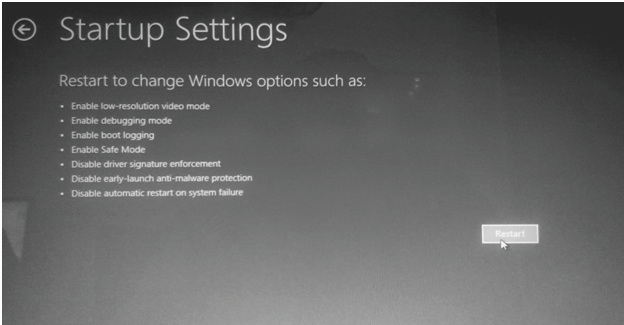 Startup Settings
Restart to change Windows options such as:
• Enable low-resolution video mode
• Enable debugging mode
• Enable boot logging
• Enable Safe Mode
• Disable driver signature enforcement
• Disable early-launch anti-malware protection
• Disable automatic restart on system failure
Restart